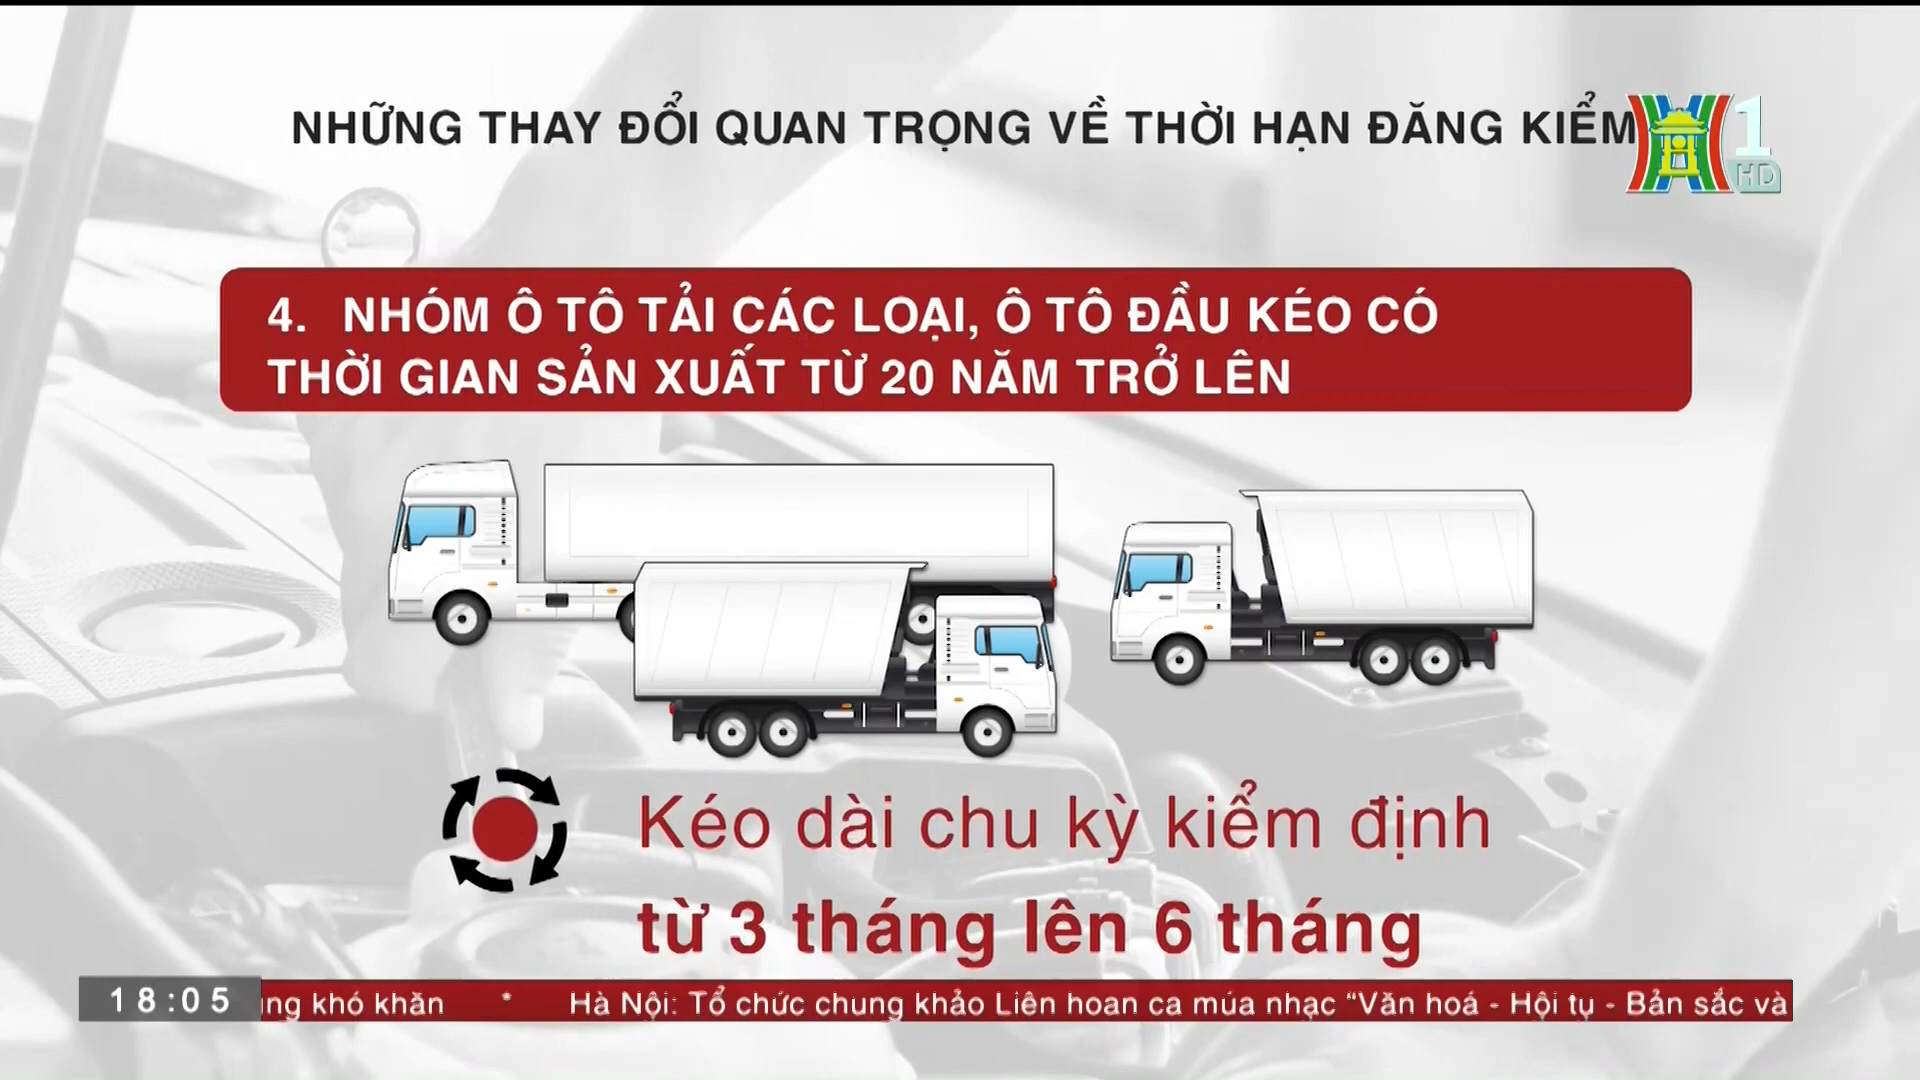 NHỮNG THAY ĐỔI QUAN TRỌNG VỀ THỜI HẠN ĐĂNG KIỂM
1
HD
4. NHÓM Ô TÔ TẢI CÁC LOẠI, Ô TÔ ĐẦU KÉO CÓ
THỜI GIAN SẢN XUẤT TỪ 20 NĂM TRỞ LÊN
Kéo dài chu kỳ kiểm định
từ 3 tháng lên 6 tháng
18:05 khó khăn * Hà Nội: Tổ chức chung khảo Liên hoan ca múa nhạc “Văn hoá - Hội tụ - Bản sắc và